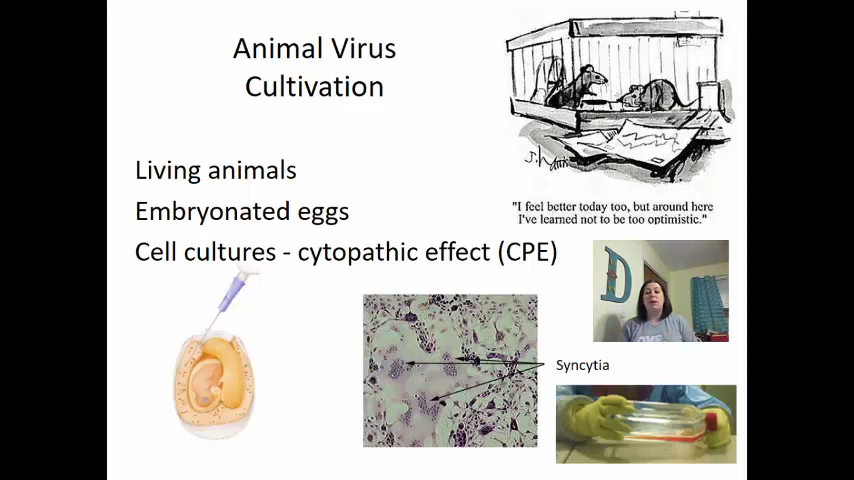 Animal Virus
Cultivation
Living animals
Embryonated eggs
Cell cultures - cytopathic effect (CPE)
"I feel better today too, but around here
I've learned not to be too optimistic."
D
Syncytia